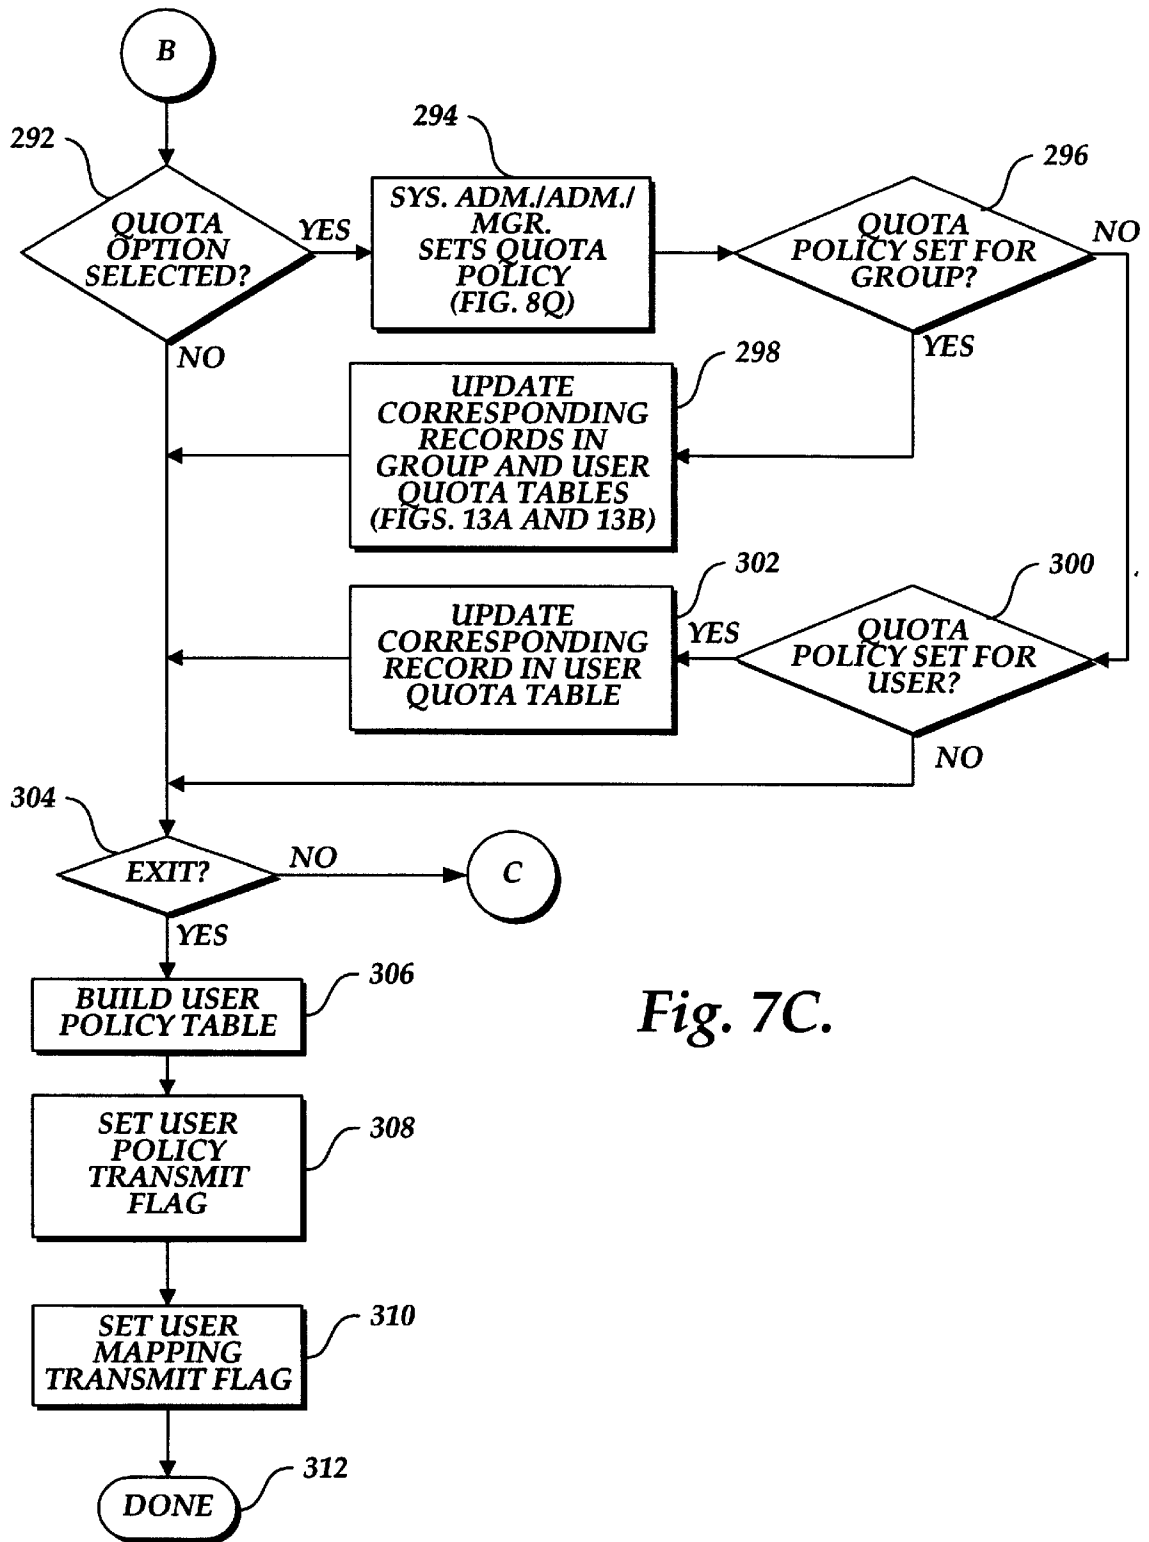 B
292
QUOTA
OPTION
SELECTED?
YES
NO
294
SYS. ADM./ADM./
MGR.
SETS QUOTA
POLICY
(FIG. 8Q)
296
QUOTA
POLICY SET FOR
GROUP?
NO
YES
298
UPDATE
CORRESPONDING
RECORDS IN
GROUP AND USER
QUOTA TABLES
(FIGS. 13A AND 13B)
302
UPDATE
CORRESPONDING
RECORD IN USER
QUOTA TABLE
YES
300
QUOTA
POLICY SET FOR
USER?
NO
304
EXIT?
NO
C
YES
306
BUILD USER
POLICY TABLE
Fig. 7C.
308
SET USER
POLICY
TRANSMIT
FLAG
310
SET USER
MAPPING
TRANSMIT FLAG
312
DONE